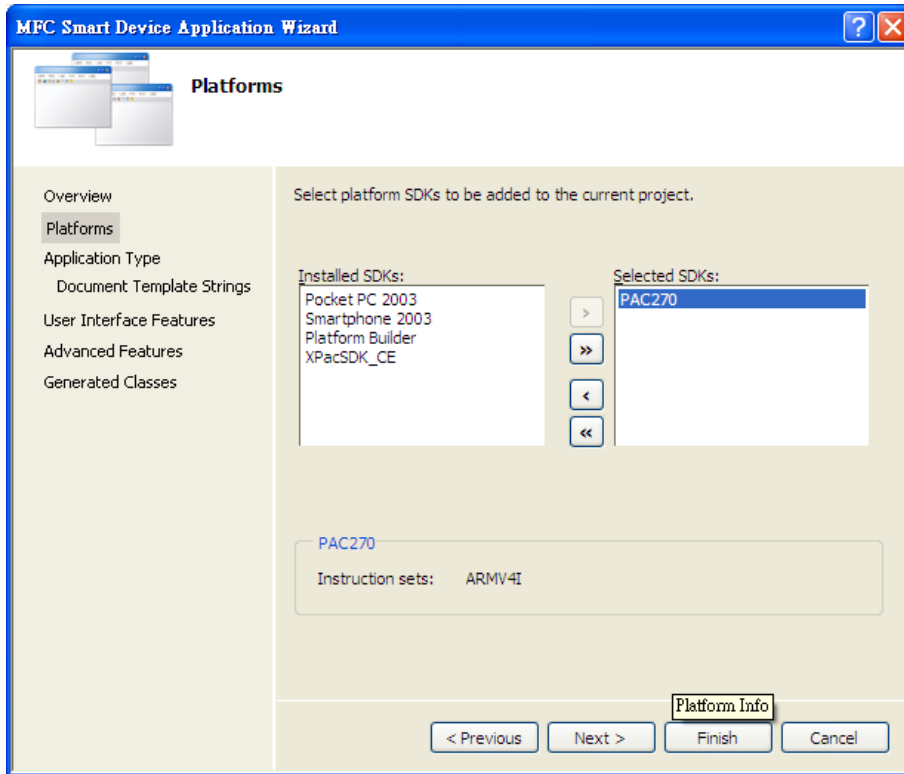 MFC Smart Device Application Wizard
Platforms
Overview
Platforms
Application Type
Document Template Strings
User Interface Features
Advanced Features
Generated Classes
Select platform SDKs to be added to the current project.
Installed SDKs:
Pocket PC 2003
Smartphone 2003
Platform Builder
XPacSDK_CE
>
>>
<
<<
Selected SDKs:
PAC270
PAC270
Instruction sets: ARMV4I
Platform Info
< Previous Next > Finish Cancel